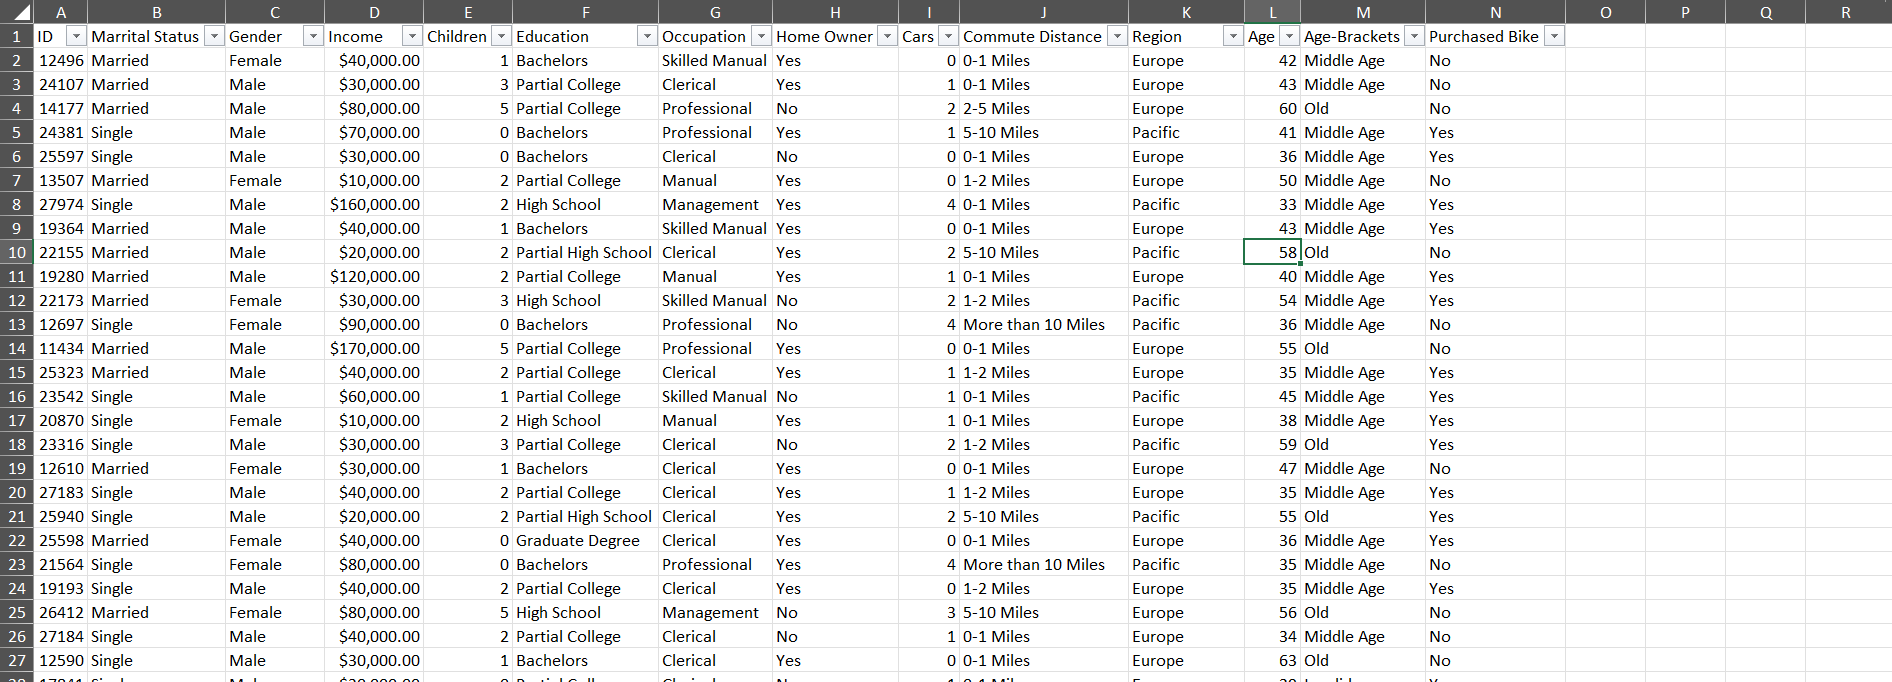 A B C D E F G H I J K L M N O P Q R
1 ID Marrital Status Gender Income Children Education Occupation Home Owner Cars Commute Distance Region Age Age-Brackets Purchased Bike
2 12496 Married Female $40,000.00 1 Bachelors Skilled Manual Yes 0 0-1 Miles Europe 42 Middle Age No
3 24107 Married Male $30,000.00 3 Partial College Clerical Yes 1 0-1 Miles Europe 43 Middle Age No
4 14177 Married Male $80,000.00 5 Partial College Professional No 2 2-5 Miles Europe 60 Old No
5 24381 Single Male $70,000.00 0 Bachelors Professional Yes 1 5-10 Miles Pacific 41 Middle Age Yes
6 25597 Single Male $30,000.00 0 Bachelors Clerical No 0 0-1 Miles Europe 36 Middle Age Yes
7 13507 Married Female $10,000.00 2 Partial College Manual Yes 0 1-2 Miles Europe 50 Middle Age No
8 27974 Single Male $160,000.00 2 High School Management Yes 4 0-1 Miles Pacific 33 Middle Age Yes
9 19364 Married Male $40,000.00 1 Bachelors Skilled Manual Yes 0 0-1 Miles Europe 43 Middle Age Yes
10 22155 Married Male $20,000.00 2 Partial High School Clerical Yes 2 5-10 Miles Pacific 58 Old No
11 19280 Married Male $120,000.00 2 Partial College Manual Yes 1 0-1 Miles Europe 40 Middle Age Yes
12 22173 Married Female $30,000.00 3 High School Skilled Manual No 2 1-2 Miles Pacific 54 Middle Age Yes
13 12697 Single Female $90,000.00 0 Bachelors Professional No 4 More than 10 Miles Pacific 36 Middle Age No
14 11434 Married Male $170,000.00 5 Partial College Professional Yes 0 0-1 Miles Europe 55 Old No
15 25323 Married Male $40,000.00 2 Partial College Clerical Yes 1 1-2 Miles Europe 35 Middle Age Yes
16 23542 Single Male $60,000.00 1 Partial College Skilled Manual No 1 0-1 Miles Pacific 45 Middle Age Yes
17 20870 Single Female $10,000.00 2 High School Manual Yes 1 0-1 Miles Europe 38 Middle Age Yes
18 23316 Single Male $30,000.00 3 Partial College Clerical No 2 1-2 Miles Pacific 59 Old Yes
19 12610 Married Female $30,000.00 1 Bachelors Clerical Yes 0 0-1 Miles Europe 47 Middle Age No
20 27183 Single Male $40,000.00 2 Partial College Clerical Yes 1 1-2 Miles Europe 35 Middle Age Yes
21 25940 Single Male $20,000.00 2 Partial High School Clerical Yes 2 5-10 Miles Pacific 55 Old Yes
22 25598 Married Female $40,000.00 0 Graduate Degree Clerical Yes 0 0-1 Miles Europe 36 Middle Age Yes
23 21564 Single Female $80,000.00 0 Bachelors Professional Yes 4 More than 10 Miles Pacific 35 Middle Age No
24 19193 Single Male $40,000.00 2 Partial College Clerical Yes 0 1-2 Miles Europe 35 Middle Age Yes
25 26412 Married Female $80,000.00 5 High School Management No 3 5-10 Miles Europe 56 Old No
26 27184 Single Male $40,000.00 2 Partial College Clerical No 1 0-1 Miles Europe 34 Middle Age No
27 12590 Single Male $30,000.00 1 Bachelors Clerical Yes 0 0-1 Miles Europe 63 Old No